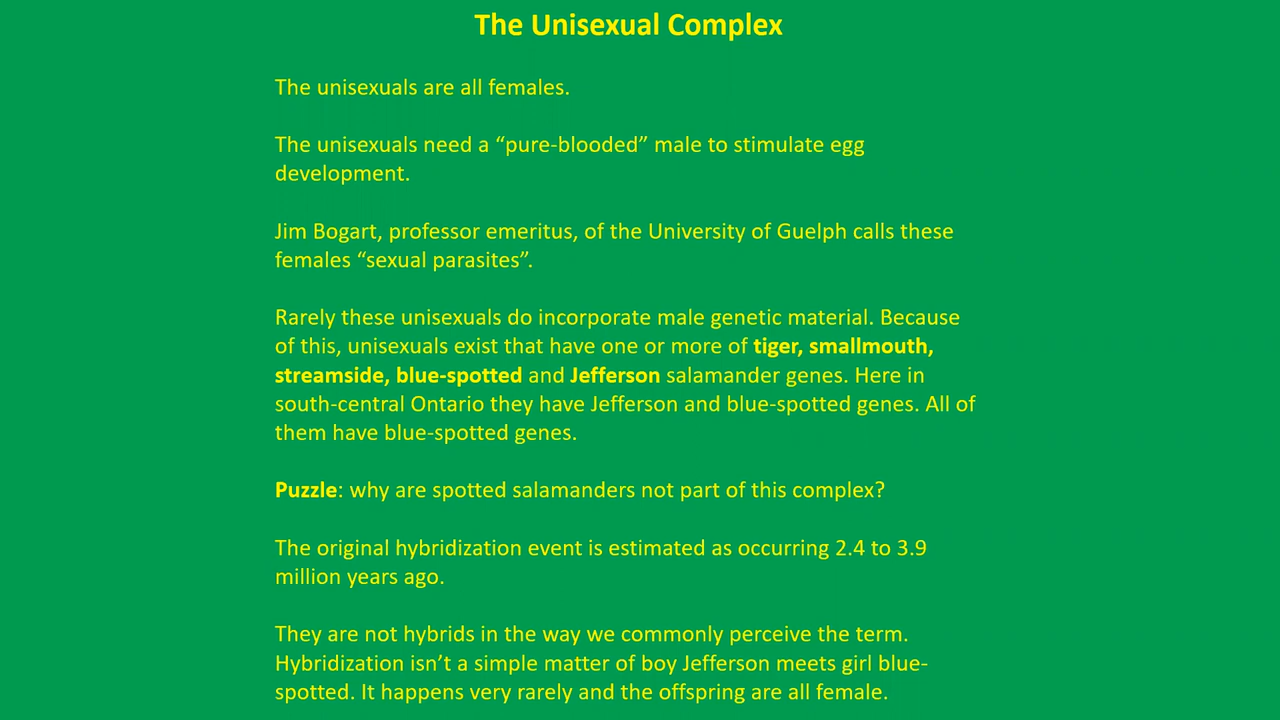 The Unisexual Complex
The unisexuals are all females.
The unisexuals need a “pure-blooded” male to stimulate egg
development.
Jim Bogart, professor emeritus, of the University of Guelph calls these
females “sexual parasites”.
Rarely these unisexuals do incorporate male genetic material. Because
of this, unisexuals exist that have one or more of tiger, smallmouth,
streamside, blue-spotted and Jefferson salamander genes. Here in
south-central Ontario they have Jefferson and blue-spotted genes. All of
them have blue-spotted genes.
Puzzle: why are spotted salamanders not part of this complex?
The original hybridization event is estimated as occurring 2.4 to 3.9
million years ago.
They are not hybrids in the way we commonly perceive the term.
Hybridization isn’t a simple matter of boy Jefferson meets girl blue-
spotted. It happens very rarely and the offspring are all female.